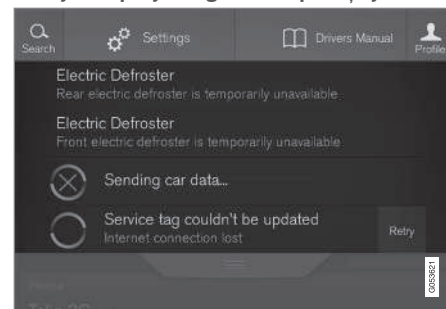 Search
Settings
Drivers Manual
Profile
Electric Defroster
Rear electric defroster is temporarily unavailable
Electric Defroster
Front electric defroster is temporarily unavailable
Sending car data...
Service tag couldn't be updated
Internet connection lost
Retry
G053621